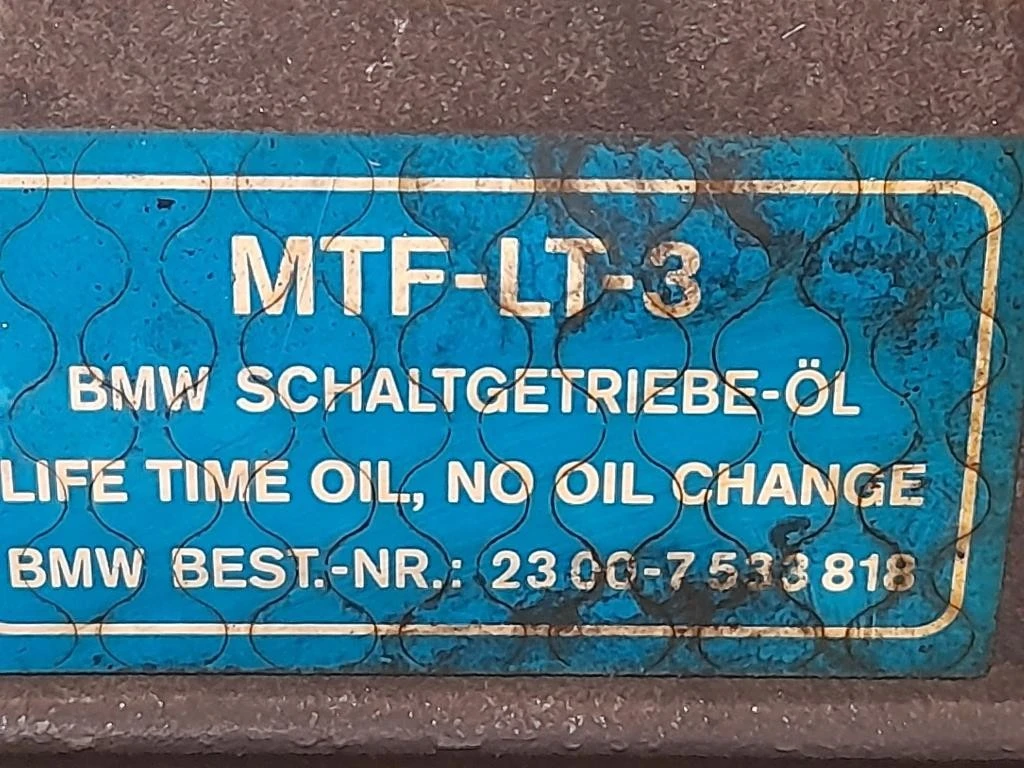 MTF-LT-3
BMW SCHALTGETRIEBE-ÖL
LIFE TIME OIL, NO OIL CHANGE
BMW BEST.-NR.: 23 00-7 533 818